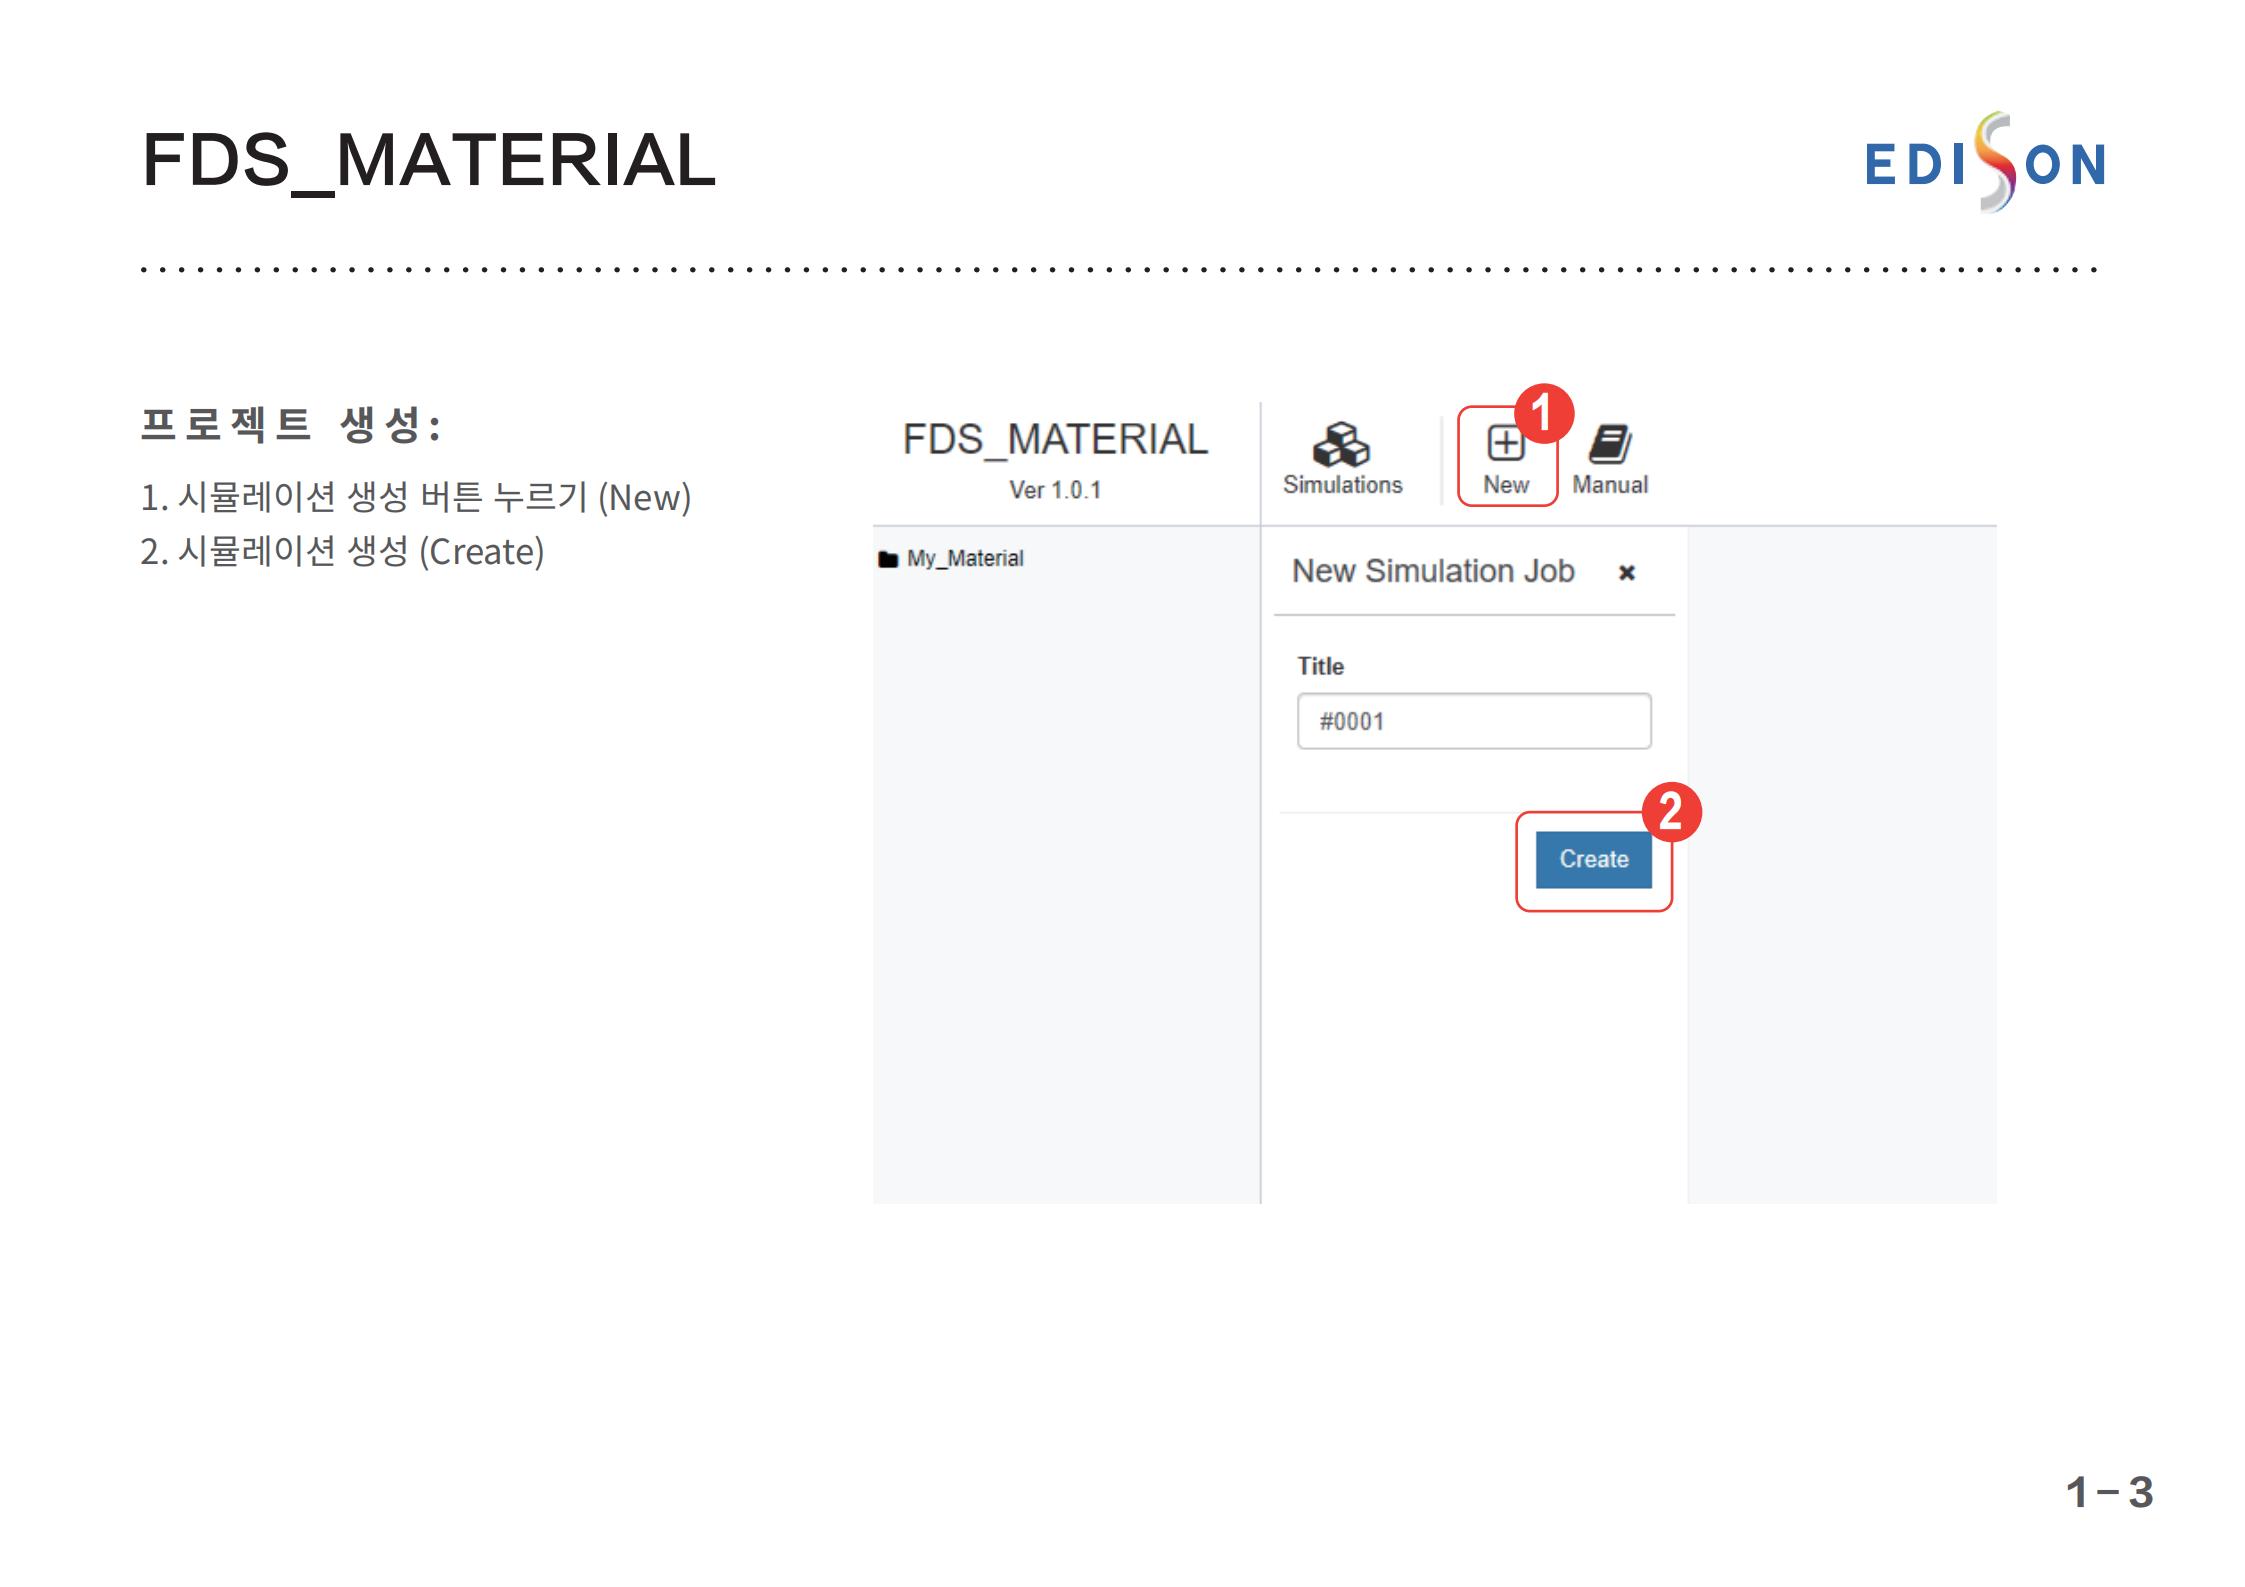 FDS_MATERIAL
EDISON
프로젝트 생성:
1. 시뮬레이션 생성 버튼 누르기 (New)
2. 시뮬레이션 생성 (Create)
FDS_MATERIAL
Ver 1.0.1
Simulations
1
New
Manual
My_Material
New Simulation Job
Title
#0001
2
Create
1-3